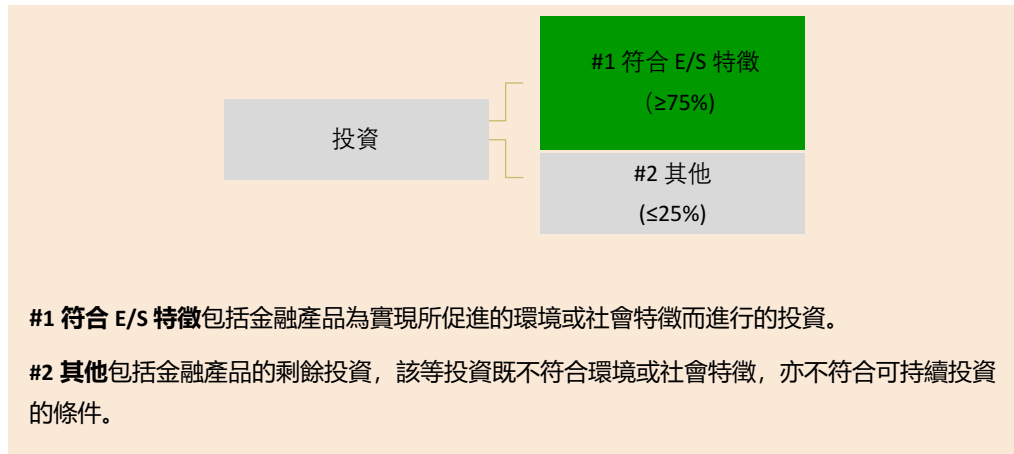 #1 符合 E/S 特徵
（≥75%)
投資
#2 其他
(≤25%)
#1 符合 E/S 特徵包括金融產品為實現所促進的環境或社會特徵而進行的投資。
#2 其他包括金融產品的剩餘投資，該等投資既不符合環境或社會特徵，亦不符合可持續投資
的條件。